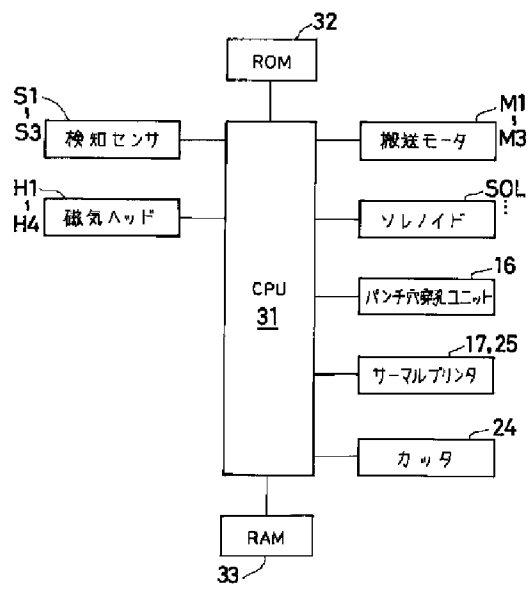 32
ROM
S1
S3
検知センサ
M1
M3
搬送モータ
H1
H4
磁気ヘッド
SOL
ソレノイド
CPU
31
16
パンチ穴穿孔ユニット
17,25
サーマルプリンタ
24
カッタ
RAM
33